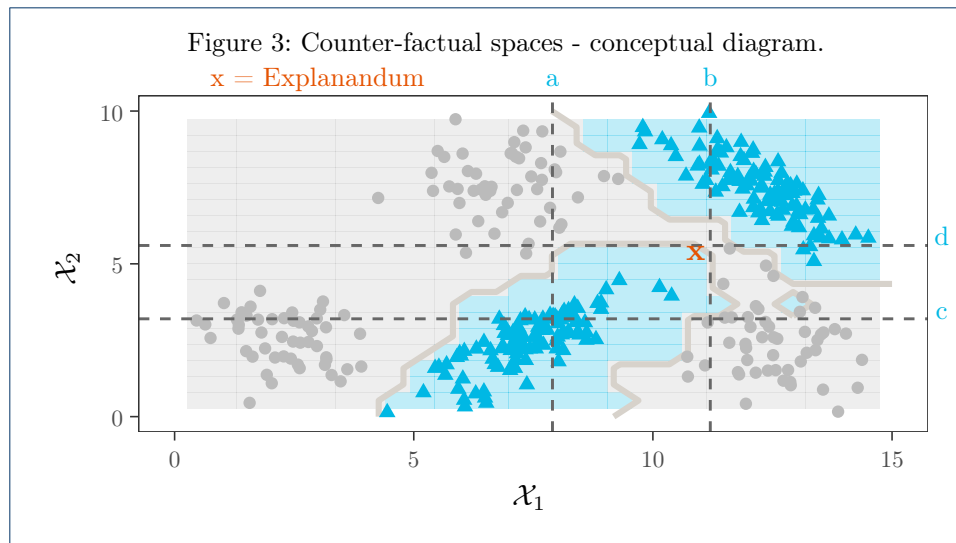 Figure 3: Counter-factual spaces - conceptual diagram.
x = Explanandum
a
b
10
d
x
5
𝒳2
c
0
0
5
10
15
𝒳1